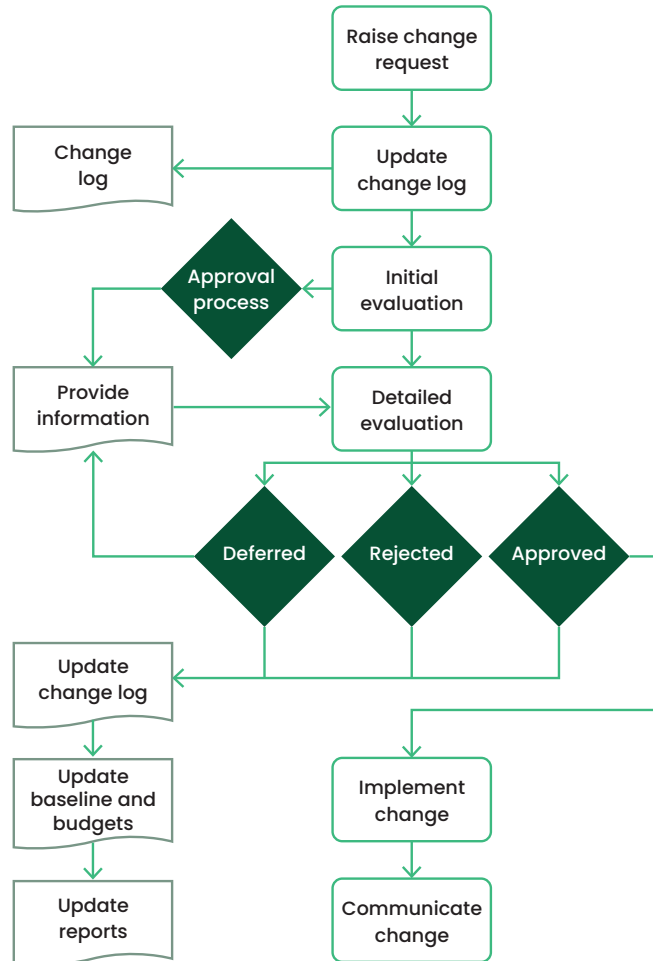 Raise change
request
Change
log
Update
change log
Approval
process
Initial
evaluation
Provide
information
Detailed
evaluation
Deferred
Rejected
Approved
Update
change log
Update
baseline and
budgets
Implement
change
Update
reports
Communicate
change